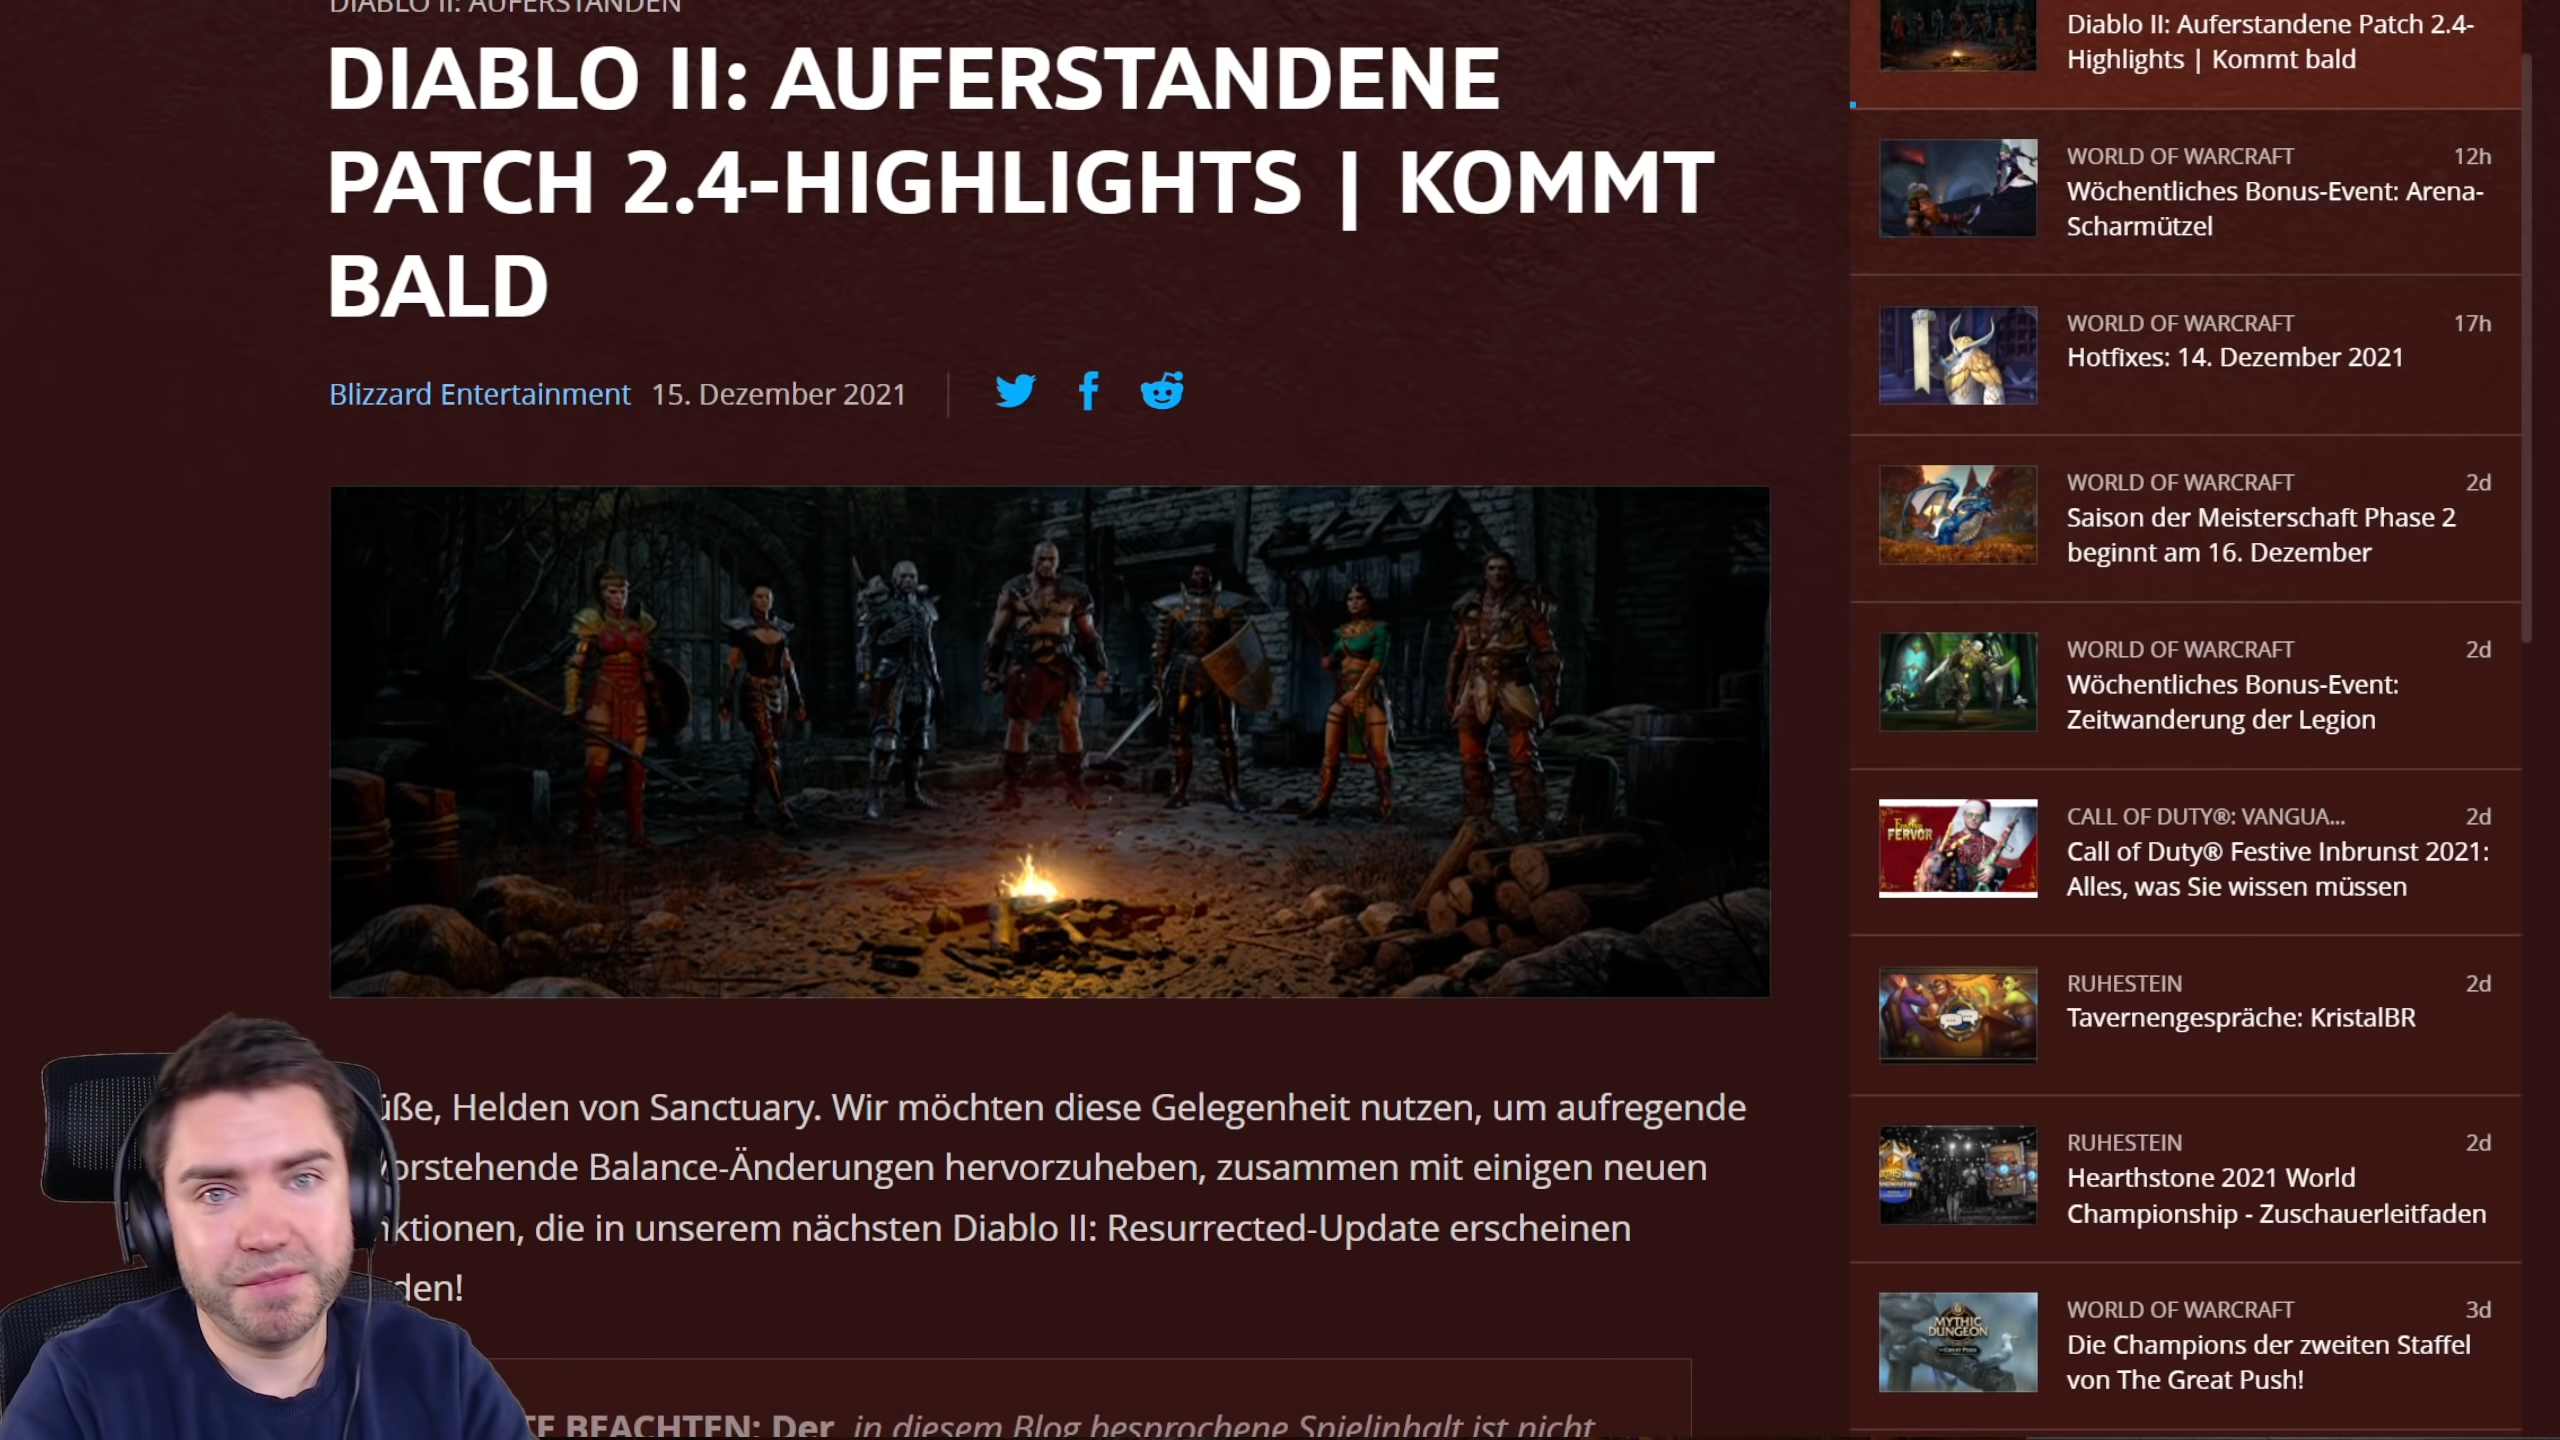 DIABLO II: AUFERSTANDEN
DIABLO II: AUFERSTANDENE
PATCH 2.4-HIGHLIGHTS | KOMMT
BALD
Blizzard Entertainment 15. Dezember 2021
üße, Helden von Sanctuary. Wir möchten diese Gelegenheit nutzen, um aufregende
orstehende Balance-Änderungen hervorzuheben, zusammen mit einigen neuen
nktionen, die in unserem nächsten Diablo II: Resurrected-Update erscheinen
den!
TE BEACHTEN: Der in diesem Blog besprochene Spielinhalt ist nicht
Diablo II: Auferstandene Patch 2.4-
Highlights | Kommt bald
WORLD OF WARCRAFT 12h
Wöchentliches Bonus-Event: Arena-
Scharmützel
WORLD OF WARCRAFT 17h
Hotfixes: 14. Dezember 2021
WORLD OF WARCRAFT 2d
Saison der Meisterschaft Phase 2
beginnt am 16. Dezember
WORLD OF WARCRAFT 2d
Wöchentliches Bonus-Event:
Zeitwanderung der Legion
Festive
FERVOR
CALL OF DUTY®: VANGUA... 2d
Call of Duty® Festive Inbrunst 2021:
Alles, was Sie wissen müssen
RUHESTEIN 2d
Tavernengespräche: KristalBR
RUHESTEIN 2d
Hearthstone 2021 World
Championship - Zuschauerleitfaden
MYTHIC
DUNGEON
WORLD OF WARCRAFT 3d
Die Champions der zweiten Staffel
von The Great Push!